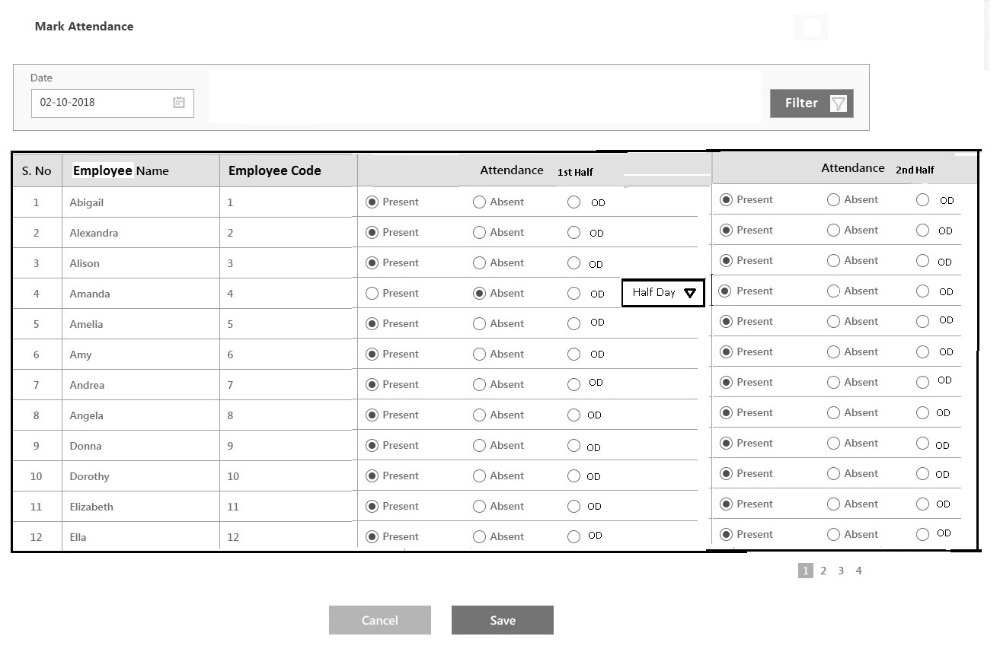 Mark Attendance
Date
02-10-2018
Filter
S. No Employee Name Employee Code Attendance 1st Half Attendance 2nd Half
1 Abigail 1 Present Absent OD Present Absent OD
2 Alexandra 2 Present Absent OD Present Absent OD
3 Alison 3 Present Absent OD Present Absent OD
4 Amanda 4 Present Absent OD Half Day Present Absent OD
5 Amelia 5 Present Absent OD Present Absent OD
6 Amy 6 Present Absent OD Present Absent OD
7 Andrea 7 Present Absent OD Present Absent OD
8 Angela 8 Present Absent OD Present Absent OD
9 Donna 9 Present Absent OD Present Absent OD
10 Dorothy 10 Present Absent OD Present Absent OD
11 Elizabeth 11 Present Absent OD Present Absent OD
12 Ella 12 Present Absent OD Present Absent OD
1 2 3 4
Cancel Save